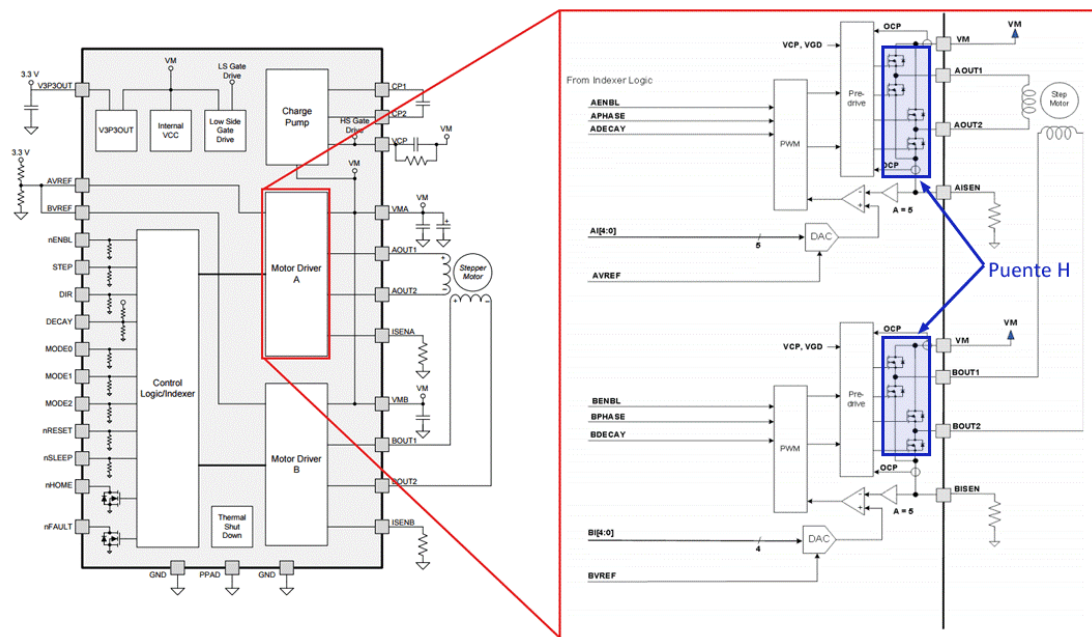 3.3 V
V3P3OUT
V3P3OUT
VM
Internal
VCC
LS Gate
Drive
Low Side
Gate
Drive
Charge
Pump
CP1
CP2
HS Gate
Drive
VCP
VM
VM
3.3 V
AVREF
BVREF
nENBL
STEP
DIR
DECAY
MODE0
MODE1
MODE2
nRESET
nSLEEP
nHOME
nFAULT
Control
Logic/Indexer
Motor Driver
A
Motor Driver
B
Thermal
Shut
Down
VMA
VM
AOUT1
AOUT2
Stepper
Motor
+
-
+
-
ISENA
VM
VMB
BOUT1
BOUT2
ISENB
GND
PPAD
GND
From Indexer Logic
AENBL
APHASE
ADECAY
PWM
VCP, VGD
Pre-
drive
OCP
OCP
VM
VM
AOUT1
AOUT2
Step
Motor
AISEN
A = 5
-
+
AI[4:0]
5
DAC
AVREF
Puente H
BENBL
BPHASE
BDECAY
PWM
VCP, VGD
Pre-
drive
OCP
OCP
VM
VM
BOUT1
BOUT2
BISEN
A = 5
-
+
BI[4:0]
4
DAC
BVREF